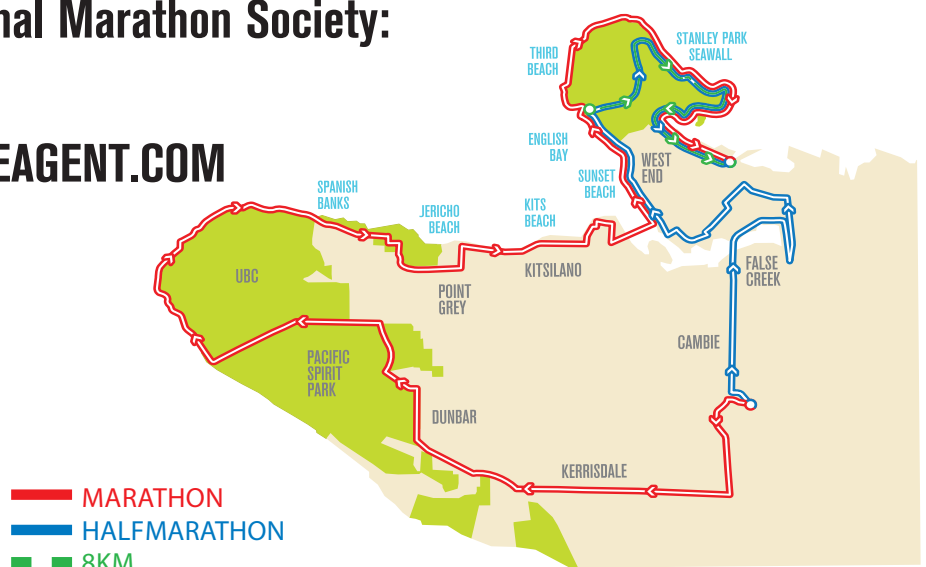 nal Marathon Society:
EAGENT.COM
THIRD
BEACH
STANLEY PARK
SEAWALL
ENGLISH
BAY
WEST
END
SUNSET
BEACH
SPANISH
BANKS
JERICHO
BEACH
KITS
BEACH
UBC
POINT
GREY
KITSILANO
FALSE
CREEK
CAMBIE
PACIFIC
SPIRIT
PARK
DUNBAR
KERRISDALE
MARATHON
HALFMARATHON
8KM